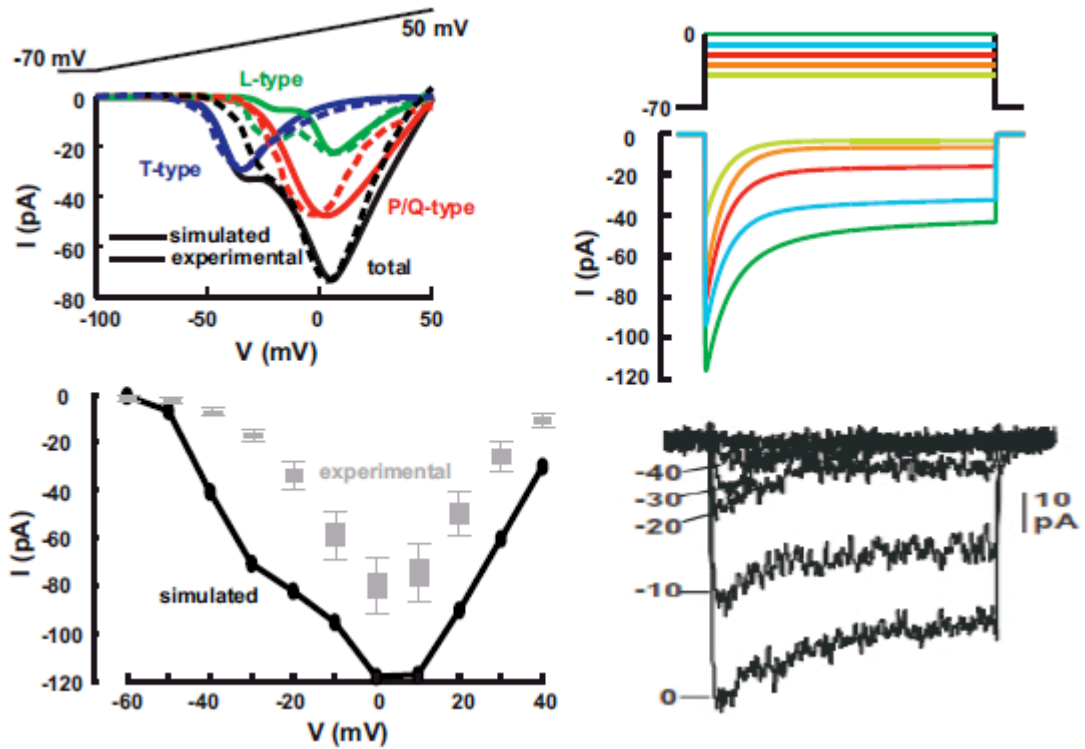 -70 mV
50 mV
0
-20
-40
-60
-80
I (pA)
L-type
T-type
P/Q-type
simulated
experimental
total
-100
-50
0
50
V (mV)
0
-70
0
-20
-40
-60
-80
-100
-120
I (pA)
0
-20
-40
-60
-80
-100
-120
I (pA)
experimental
simulated
-60
-40
-20
0
20
40
V (mV)
-40
-30
-20
-10
0
10
pA